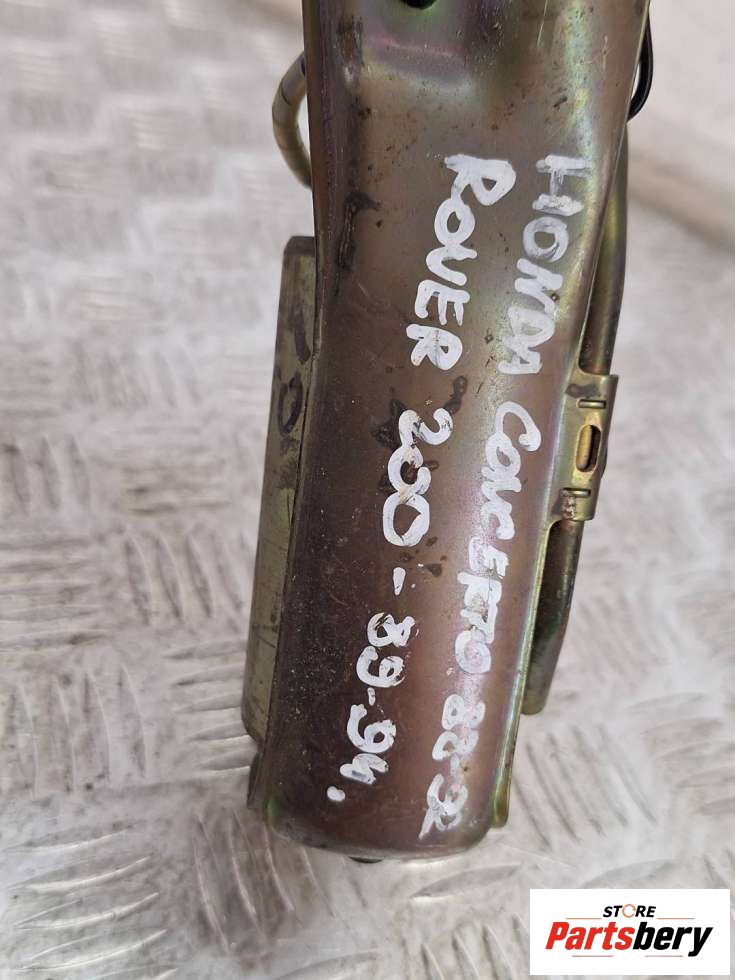 HONDA CONCERTO 88-92
ROVER 200 - 89-94.
STORE
Partsbery